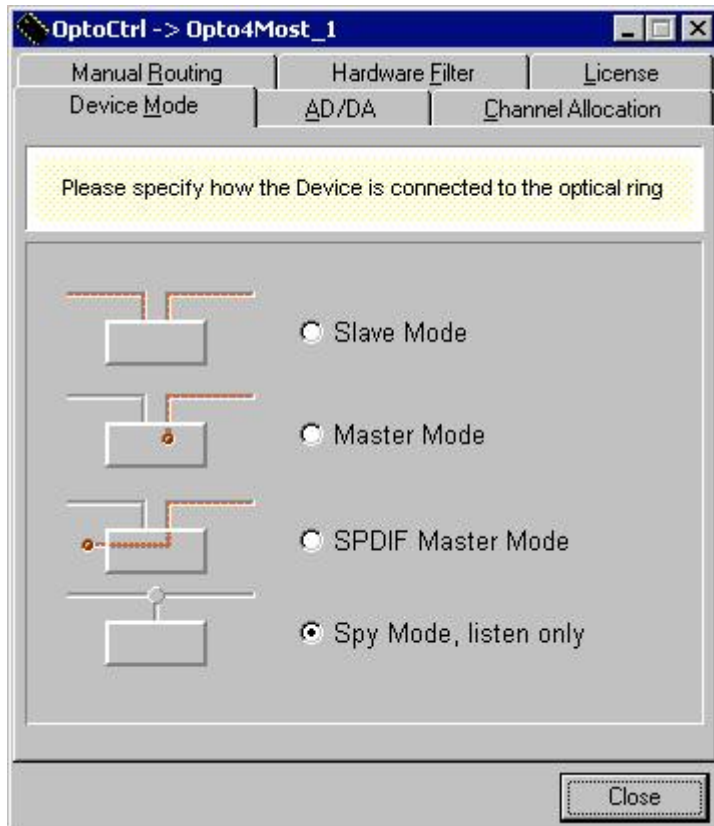 OptoCtrl -> Opto4Most_1
Manual Routing Hardware Filter License
Device Mode AD/DA Channel Allocation
Please specify how the Device is connected to the optical ring
Slave Mode
Master Mode
SPDIF Master Mode
Spy Mode, listen only
Close